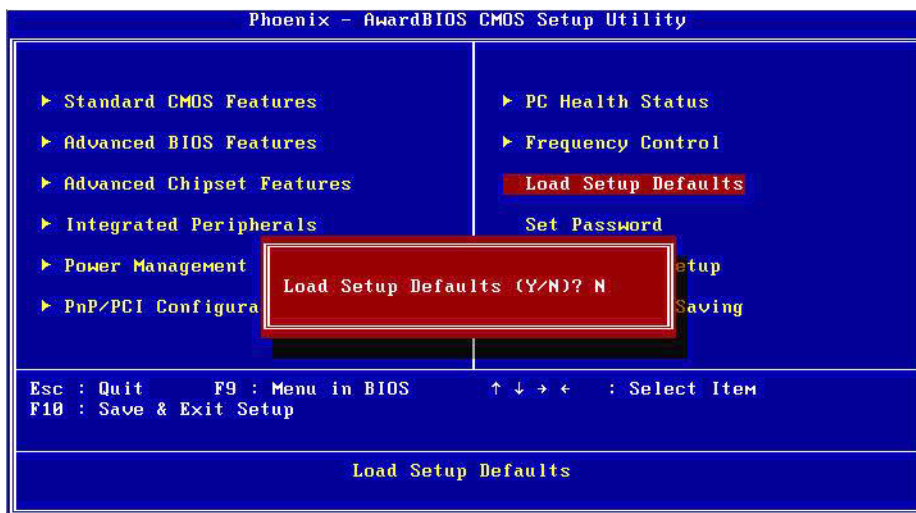 Phoenix - AwardBIOS CMOS Setup Utility
Standard CMOS Features
Advanced BIOS Features
Advanced Chipset Features
Integrated Peripherals
Power Management
PnP/PCI Configura
PC Health Status
Frequency Control
Load Setup Defaults
Set Password
etup
Saving
Load Setup Defaults (Y/N)? N
Esc : Quit F9 : Menu in BIOS ↑ ↓ → ← : Select Item
F10 : Save & Exit Setup
Load Setup Defaults